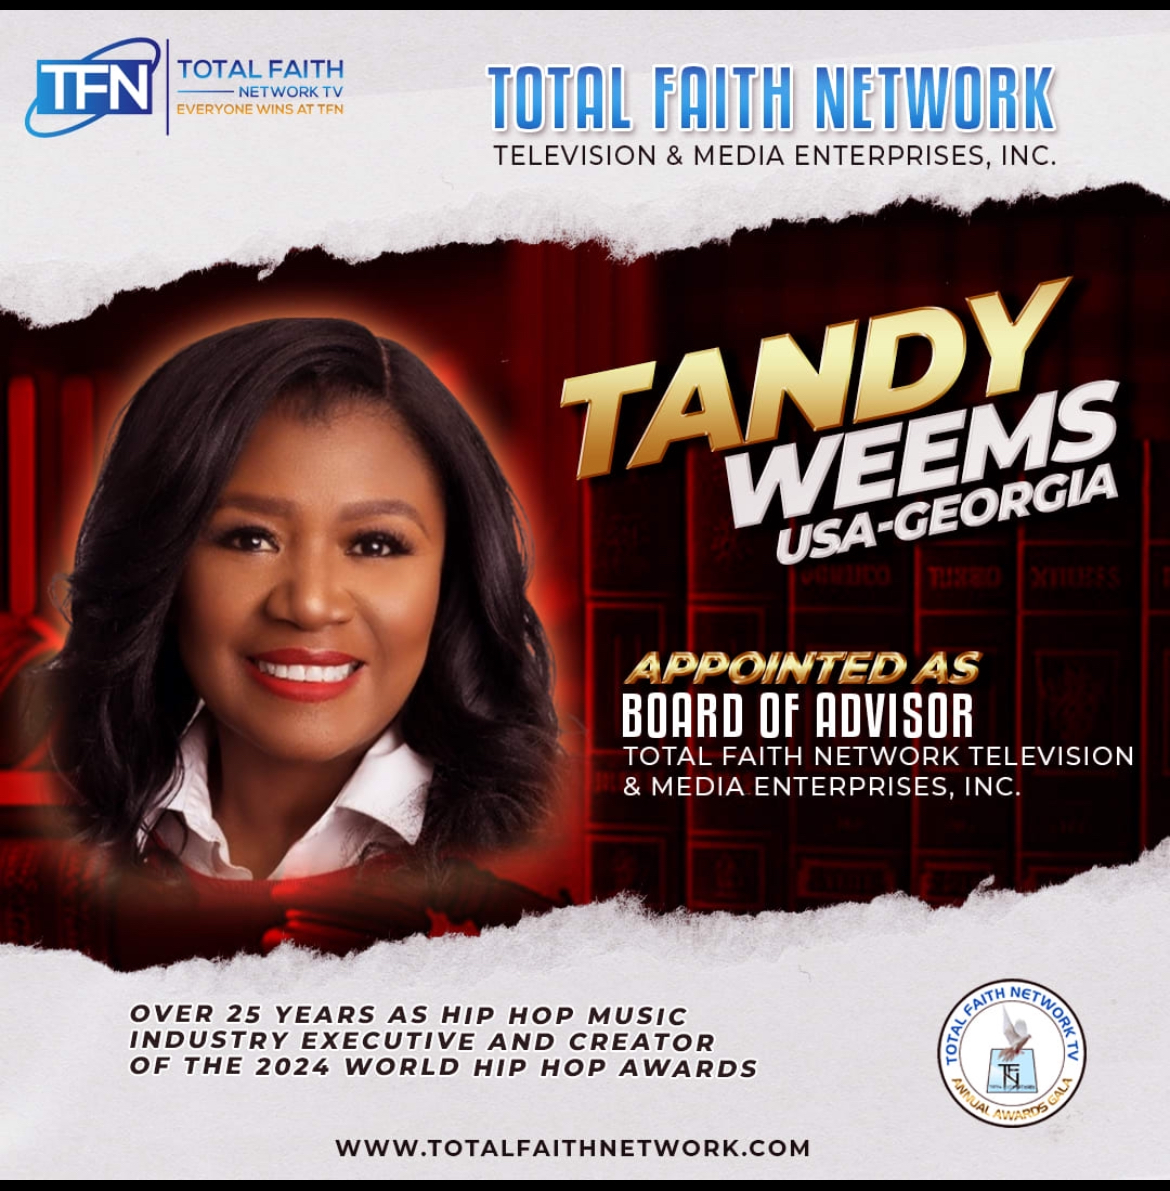 TFN
TOTAL FAITH
NETWORK TV
EVERYONE WINS AT TFN
TOTAL FAITH NETWORK
TELEVISION & MEDIA ENTERPRISES, INC.
TANDY
WEEMS
USA-GEORGIA
APPOINTED AS
BOARD OF ADVISOR
TOTAL FAITH NETWORK TELEVISION
& MEDIA ENTERPRISES, INC.
OVER 25 YEARS AS HIP HOP MUSIC
INDUSTRY EXECUTIVE AND CREATOR
OF THE 2024 WORLD HIP HOP AWARDS
TOTAL FAITH NETWORK TV
ANNUAL AWARDS GALA
WWW.TOTALFAITHNETWORK.COM